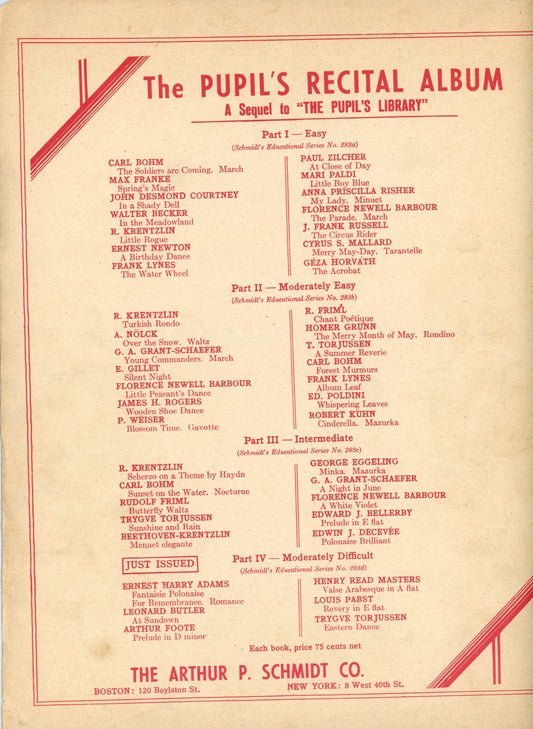 The PUPIL'S RECITAL ALBUM
A Sequel to "THE PUPIL'S LIBRARY"
Part I — Easy
(Schmidt's Educational Series No. 283a)
CARL BOHM
The Soldiers are Coming. March
MAX FRANKE
Spring's Magic
JOHN DESMOND COURTNEY
In a Shady Dell
WALTER BECKER
In the Meadowland
R. KRENTZLIN
Little Rogue
ERNEST NEWTON
A Birthday Dance
FRANK LYNES
The Water Wheel
PAUL ZILCHER
At Close of Day
MARI PALDI
Little Boy Blue
ANNA PRISCILLA RISHER
My Lady. Minuet
FLORENCE NEWELL BARBOUR
The Parade. March
J. FRANK RUSSELL
The Circus Rider
CYRUS S. MALLARD
Merry May-Day. Tarantelle
GÉZA HORVÁTH
The Acrobat
Part II — Moderately Easy
(Schmidt's Educational Series No. 283b)
R. KRENTZLIN
Turkish Rondo
A. NÖLCK
Over the Snow. Waltz
G. A. GRANT-SCHAEFER
Young Commanders. March
E. GILLET
Silent Night
FLORENCE NEWELL BARBOUR
Little Peasant's Dance
JAMES H. ROGERS
Wooden Shoe Dance
P. WEISER
Blossom Time. Gavotte
R. FRIML
Chant Poétique
HOMER GRUNN
The Merry Month of May. Rondino
T. TORJUSSEN
A Summer Reverie
CARL BOHM
Forest Murmurs
FRANK LYNES
Album Leaf
ED. POLDINI
Whispering Leaves
ROBERT KUHN
Cinderella. Mazurka
Part III — Intermediate
(Schmidt's Educational Series No. 283c)
R. KRENTZLIN
Scherzo on a Theme by Haydn
CARL BOHM
Sunset on the Water. Nocturne
RUDOLF FRIML
Butterfly Waltz
TRYGVE TORJUSSEN
Sunshine and Rain
BEETHOVEN-KRENTZLIN
Menuet elegante
GEORGE EGGELING
Minka. Mazurka
G. A. GRANT-SCHAEFER
A Night in June
FLORENCE NEWELL BARBOUR
A White Violet
EDWARD J. BELLERBY
Prelude in E flat
EDWIN J. DECEVÈE
Polonaise Brilliant
JUST ISSUED
Part IV — Moderately Difficult
(Schmidt's Educational Series No. 283d)
ERNEST HARRY ADAMS
Fantaisie Polonaise
For Remembrance. Romance
LEONARD BUTLER
At Sundown
ARTHUR FOOTE
Prelude in D minor
HENRY READ MASTERS
Valse Arabesque in A flat
LOUIS PABST
Revery in E flat
TRYGVE TORJUSSEN
Eastern Dance
Each book, price 75 cents net
THE ARTHUR P. SCHMIDT CO.
BOSTON: 120 Boylston St.
NEW YORK: 8 West 40th St.